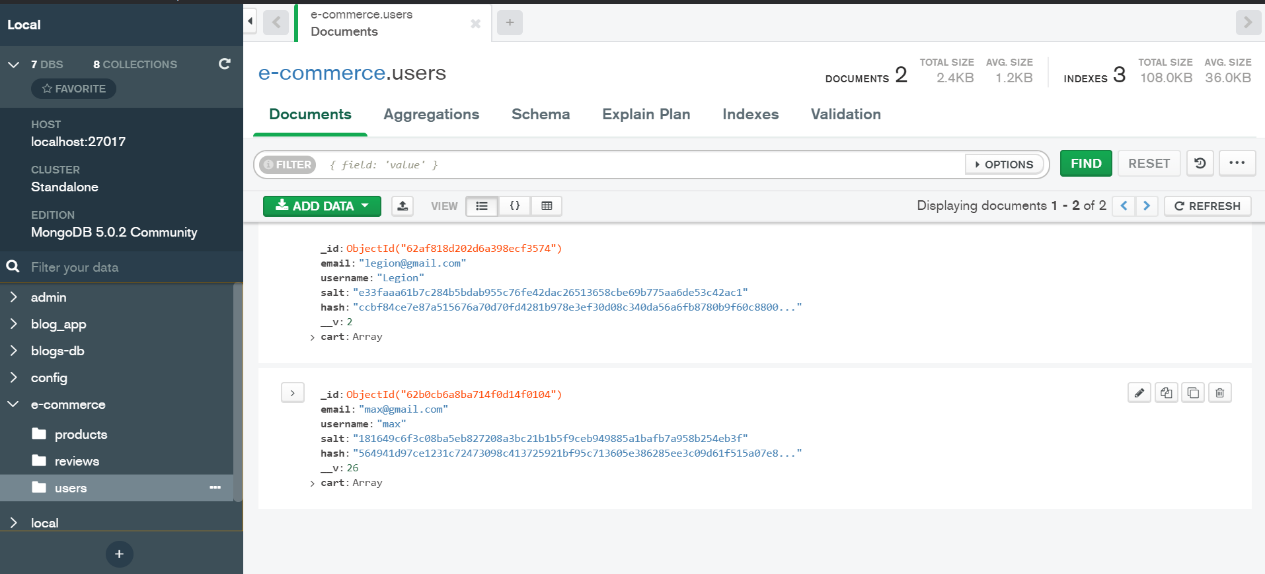 Local
7 DBS 8 COLLECTIONS
FAVORITE
HOST
localhost:27017
CLUSTER
Standalone
EDITION
MongoDB 5.0.2 Community
Filter your data
admin
blog_app
blogs-db
config
e-commerce
products
reviews
users
local
e-commerce.users
Documents
e-commerce.users
DOCUMENTS 2 TOTAL SIZE 2.4KB AVG. SIZE 1.2KB INDEXES 3 TOTAL SIZE 108.0KB AVG. SIZE 36.0KB
Documents Aggregations Schema Explain Plan Indexes Validation
FILTER { field: 'value' } OPTIONS FIND RESET
ADD DATA VIEW {} Displaying documents 1 - 2 of 2 REFRESH
_id: ObjectId("62af818d202d6a398ecf3574")
email: "legion@gmail.com"
username: "Legion"
salt: "e33faaa61b7c284b5bdab955c76fe42dac26513658cbe69b775aa6de53c42ac1"
hash: "ccbf84ce7e87a515676a70d70fd4281b978e3ef30d08c340da56a6fb8780b9f60c8800..."
__v: 2
cart: Array
_id: ObjectId("62b0cb6a8ba714f0d14f0104")
email: "max@gmail.com"
username: "max"
salt: "181649c6f3c08ba5eb827208a3bc21b1b5f9ceb949885a1bafb7a958b254eb3f"
hash: "564941d97ce1231c72473098c413725921bf95c713605e386285ee3c09d61f515a07e8..."
__v: 26
cart: Array